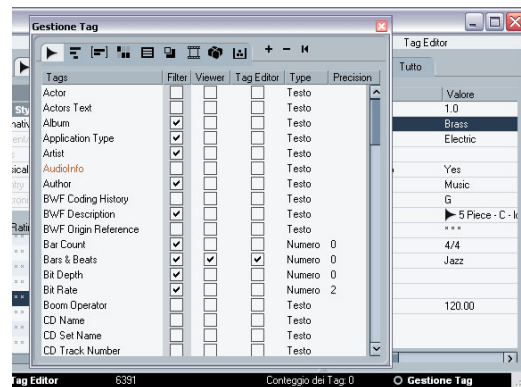 Gestione Tag
Tag Editor
Tutto
Tags Filter Viewer Tag Editor Type Precision
Valore
Actor Testo
1.0
Actors Text Testo
Brass
Album Testo
Electric
Application Type Testo
Artist Testo
AudioInfo Testo
Yes
Author Testo
Music
BWF Coding History Testo
G
BWF Description Testo
5 Piece - C -
BWF Origin Reference Testo
***
Bar Count Numero 0
4/4
Bars & Beats Numero 0
Jazz
Bit Depth Numero 0
Bit Rate Numero 2
Boom Operator Testo
120.00
CD Name Testo
CD Set Name Testo
CD Track Number Testo
Tag Editor 6391 Conteggio dei Tag: 0 Gestione Tag